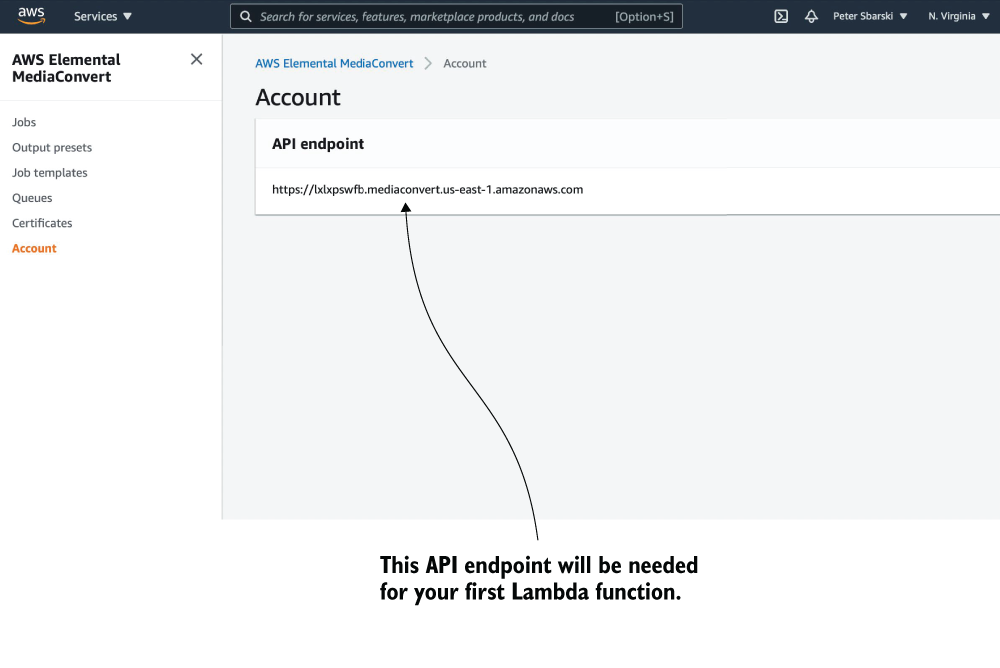 aws Services Search for services, features, marketplace products, and docs [Option+S] Peter Sbarski N. Virginia
AWS Elemental
MediaConvert
Jobs
Output presets
Job templates
Queues
Certificates
Account
AWS Elemental MediaConvert Account
Account
API endpoint
https://lxlxpswfb.mediaconvert.us-east-1.amazonaws.com
This API endpoint will be needed
for your first Lambda function.